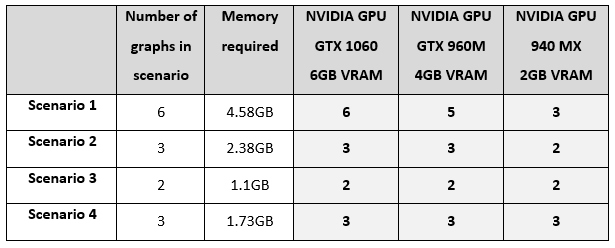 Number of graphs in scenario Memory required NVIDIA GPU GTX 1060 6GB VRAM NVIDIA GPU GTX 960M 4GB VRAM NVIDIA GPU 940 MX 2GB VRAM
Scenario 1 6 4.58GB 6 5 3
Scenario 2 3 2.38GB 3 3 2
Scenario 3 2 1.1GB 2 2 2
Scenario 4 3 1.73GB 3 3 3